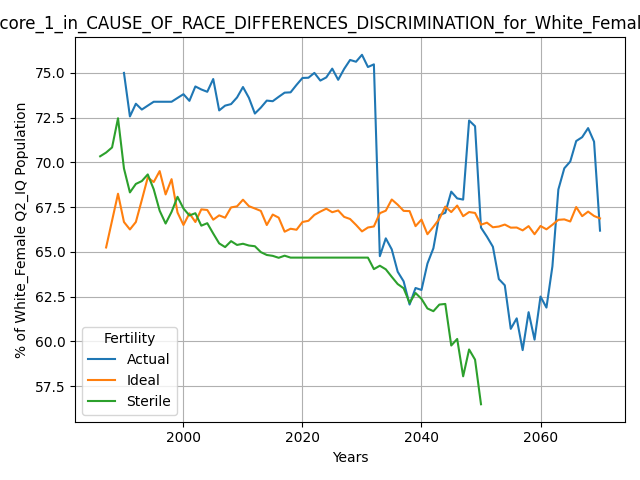 core_1_in_CAUSE_OF_RACE_DIFFERENCES_DISCRIMINATION_for_White_Femal
% of White_Female Q2_IQ Population
75.0
72.5
70.0
67.5
65.0
62.5
60.0
57.5
Fertility
Actual
Ideal
Sterile
2000
2020
2040
2060
Years